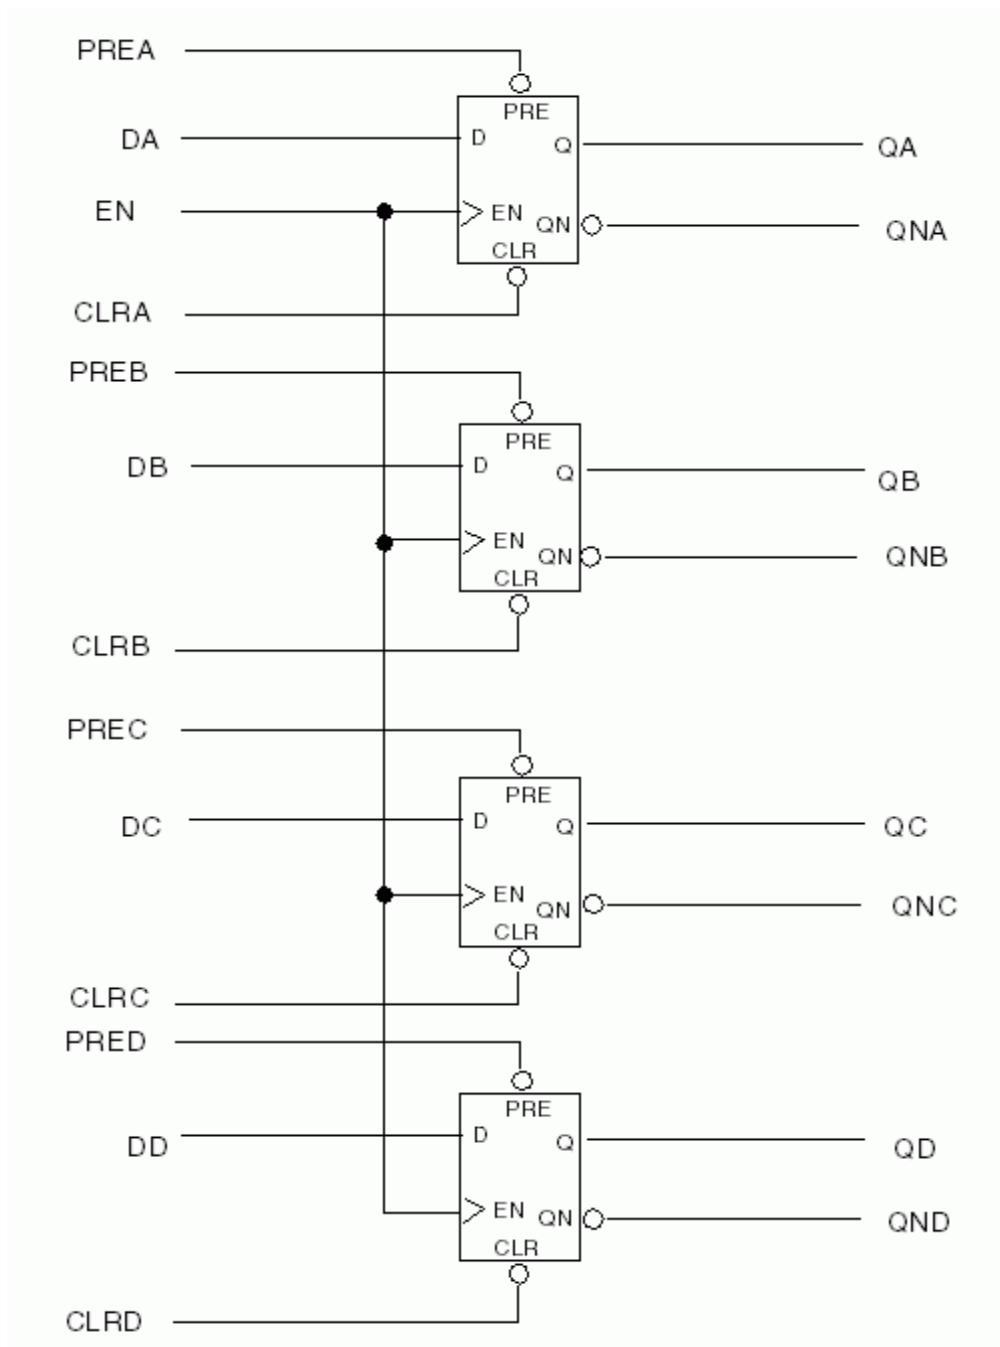 PREA
PRE
DA
D
Q
QA
EN
EN
QN
QNA
CLR
CLRA
PREB
PRE
DB
D
Q
QB
EN
QN
QNB
CLR
CLRB
PREC
PRE
DC
D
Q
QC
EN
QN
QNC
CLR
CLRC
PRED
PRE
DD
D
Q
QD
EN
QN
QND
CLR
CLRD